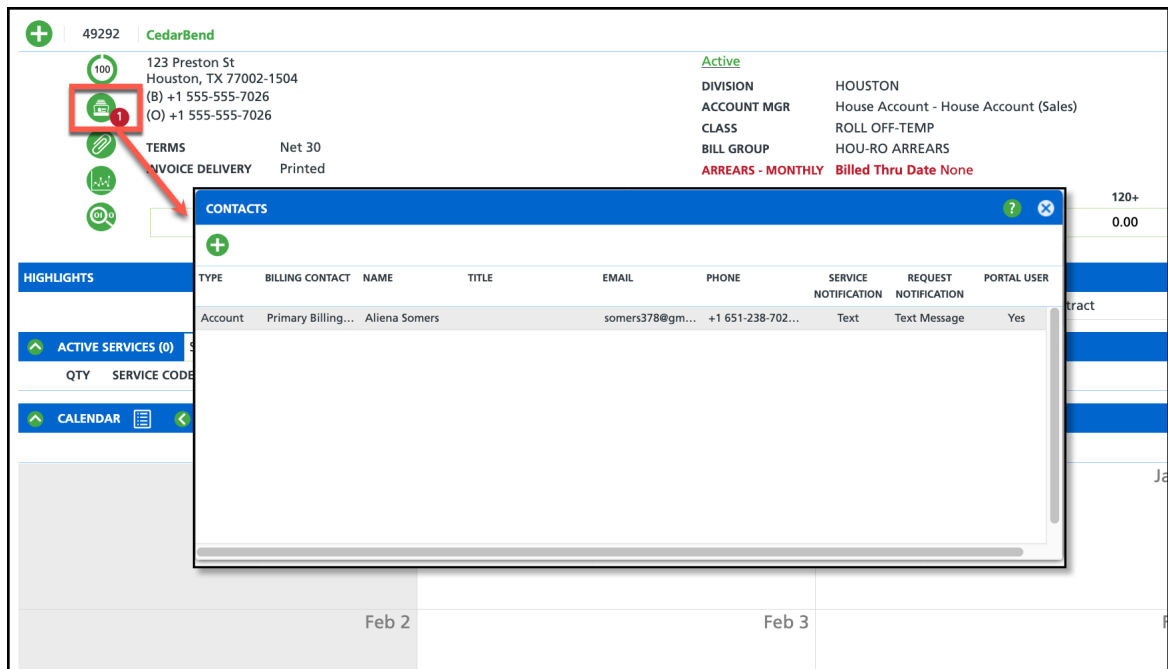 49292 CedarBend
100
123 Preston St
Houston, TX 77002-1504
(B) +1 555-555-7026
(O) +1 555-555-7026
1
TERMS Net 30
INVOICE DELIVERY Printed
Active
DIVISION HOUSTON
ACCOUNT MGR House Account - House Account (Sales)
CLASS ROLL OFF-TEMP
BILL GROUP HOU-RO ARREARS
ARREARS - MONTHLY Billed Thru Date None
120+
0.00
CONTACTS ?
TYPE BILLING CONTACT NAME TITLE EMAIL PHONE SERVICE NOTIFICATION REQUEST NOTIFICATION PORTAL USER
Account Primary Billing... Aliena Somers somers378@gm... +1 651-238-702... Text Text Message Yes
HIGHLIGHTS
tract
ACTIVE SERVICES (0) S
QTY SERVICE CODE
CALENDAR
Ja
Feb 2 Feb 3 F